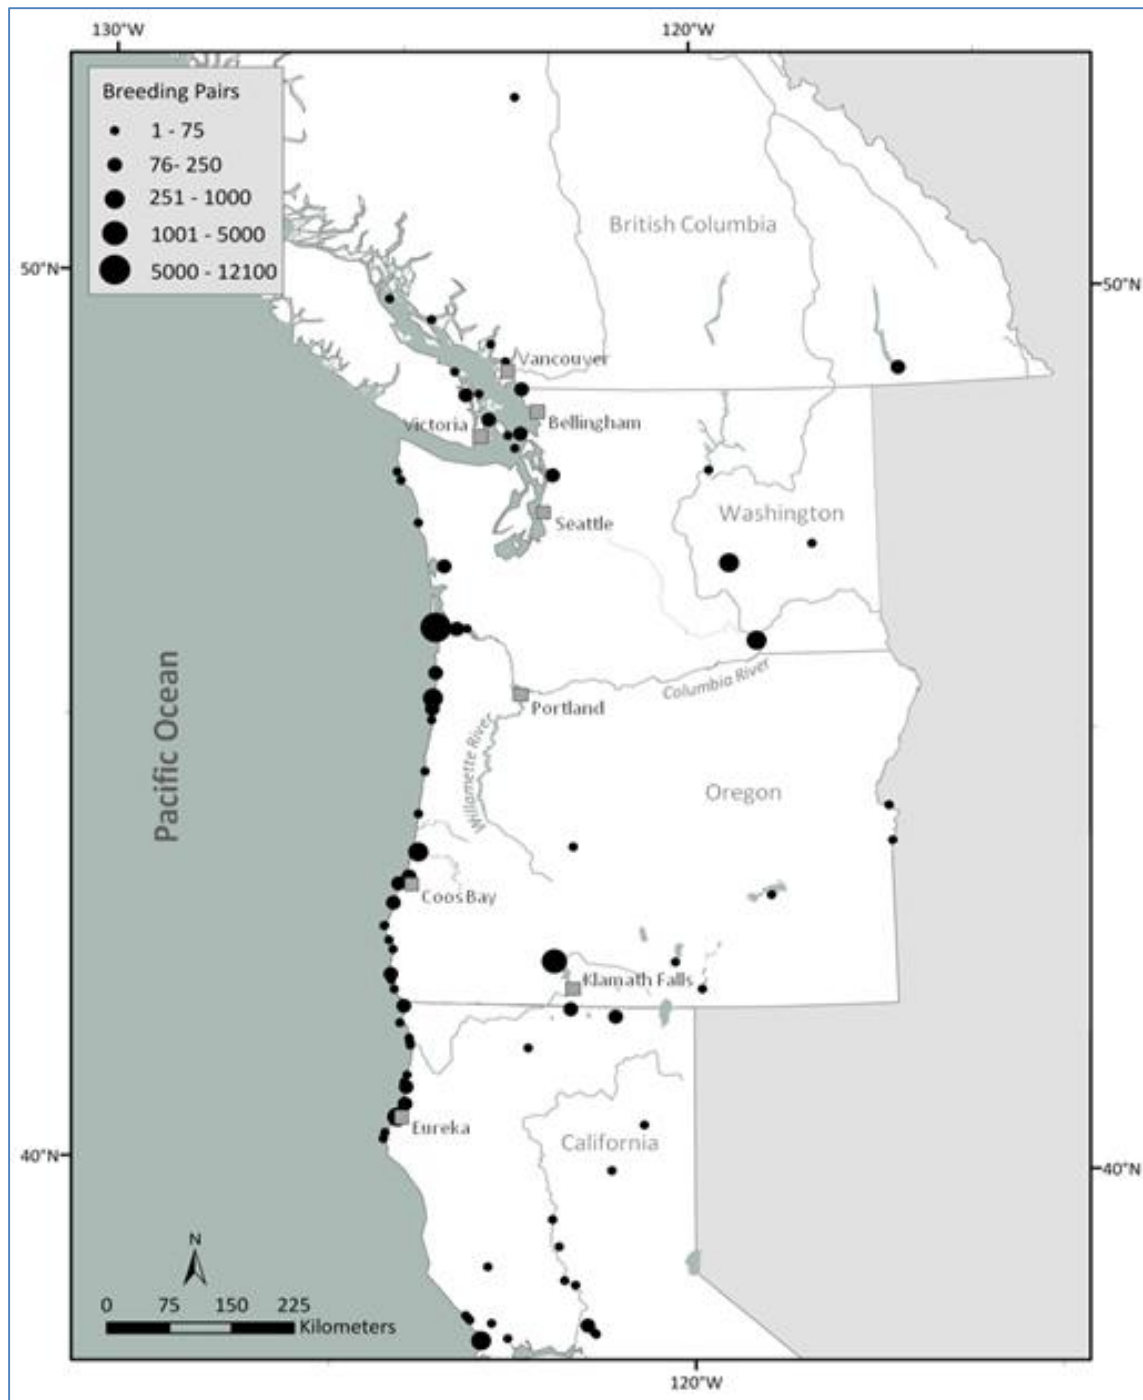 130°W
120°W
Breeding Pairs
1 - 75
76- 250
251 - 1000
1001 - 5000
5000 - 12100
British Columbia
50°N
50°N
Vancouver
Victoria
Bellingham
Seattle
Washington
Columbia River
Portland
Willamette River
Pacific Ocean
Oregon
Coos Bay
Klamath Falls
Eureka
California
40°N
40°N
N
0 75 150 225
Kilometers
120°W